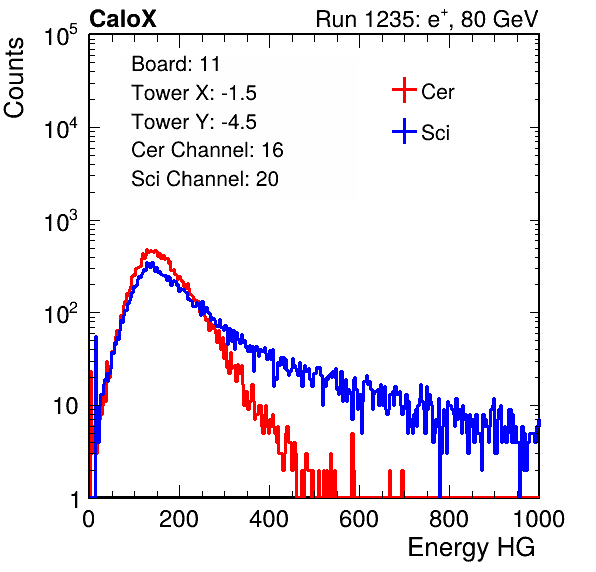 CaloX Run 1235: e⁺, 80 GeV
Counts
Board: 11
Tower X: -1.5
Tower Y: -4.5
Cer Channel: 16
Sci Channel: 20
Cer
Sci
10⁵
10⁴
10³
10²
10
1
0 200 400 600 800 1000
Energy HG